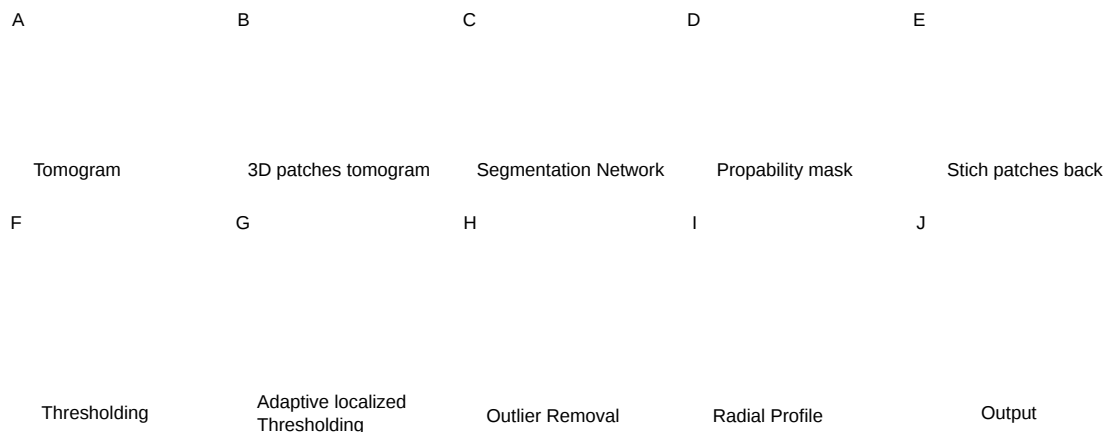 A
B
C
D
E
Tomogram
3D patches tomogram
Segmentation Network
Propability mask
Stich patches back
F
G
H
I
J
Thresholding
Adaptive localized
Thresholding
Outlier Removal
Radial Profile
Output